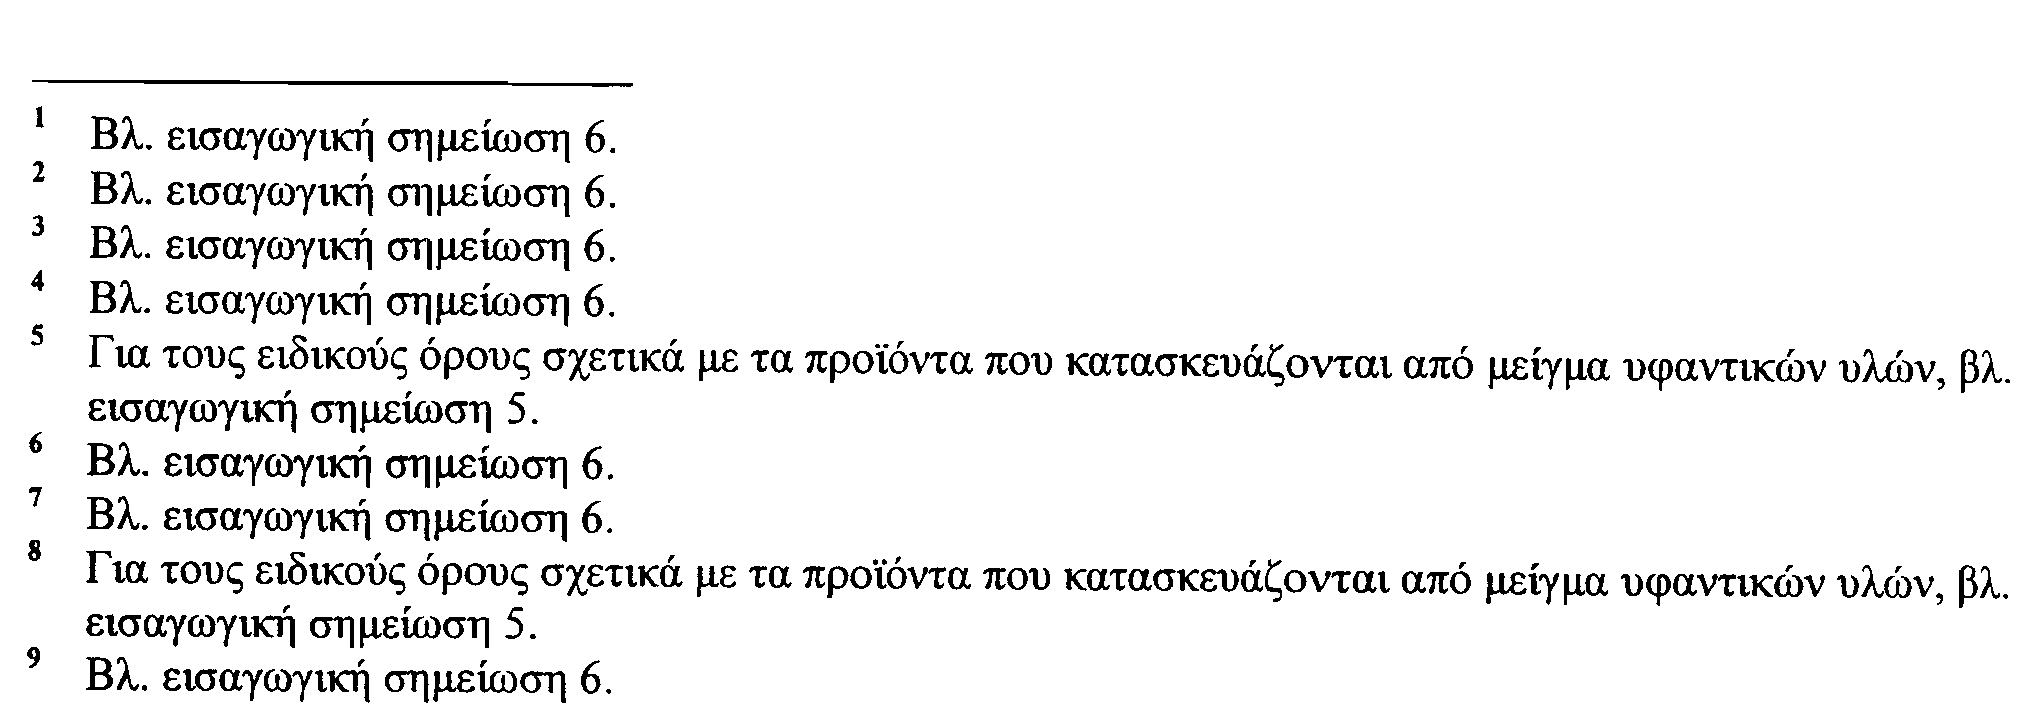 1 Βλ. εισαγωγική σημείωση 6.
2 Βλ. εισαγωγική σημείωση 6.
3 Βλ. εισαγωγική σημείωση 6.
4 Βλ. εισαγωγική σημείωση 6.
5 Για τους ειδικούς όρους σχετικά με τα προϊόντα που κατασκευάζονται από μείγμα υφαντικών υλών, βλ.
εισαγωγική σημείωση 5.
6 Βλ. εισαγωγική σημείωση 6.
7 Βλ. εισαγωγική σημείωση 6.
8 Για τους ειδικούς όρους σχετικά με τα προϊόντα που κατασκευάζονται από μείγμα υφαντικών υλών, βλ.
εισαγωγική σημείωση 5.
9 Βλ. εισαγωγική σημείωση 6.